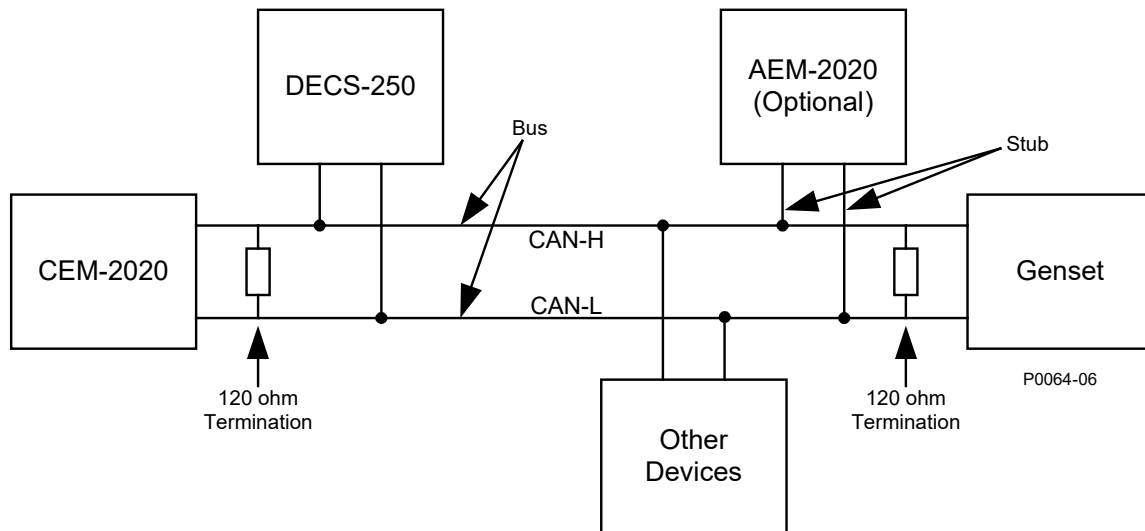 DECS-250
AEM-2020
(Optional)
Bus
Stub
CEM-2020
CAN-H
Genset
CAN-L
P0064-06
120 ohm
Termination
120 ohm
Termination
Other
Devices